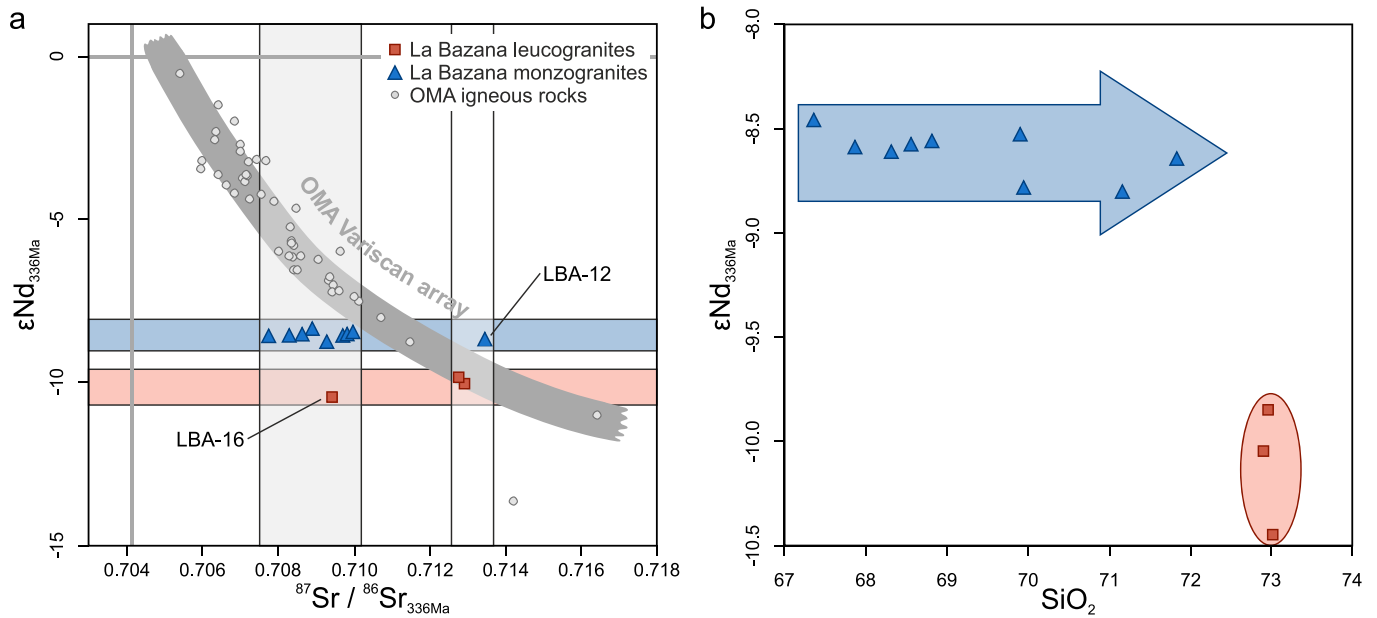 a
La Bazana leucogranites
La Bazana monzogranites
OMA igneous rocks
OMA Variscan array
LBA-12
LBA-16
0
-5
-10
-15
εNd336Ma
0.704 0.706 0.708 0.710 0.712 0.714 0.716 0.718
87Sr / 86Sr336Ma
b
-8.0
-8.5
-9.0
-9.5
-10.0
-10.5
εNd336Ma
67 68 69 70 71 72 73 74
SiO2